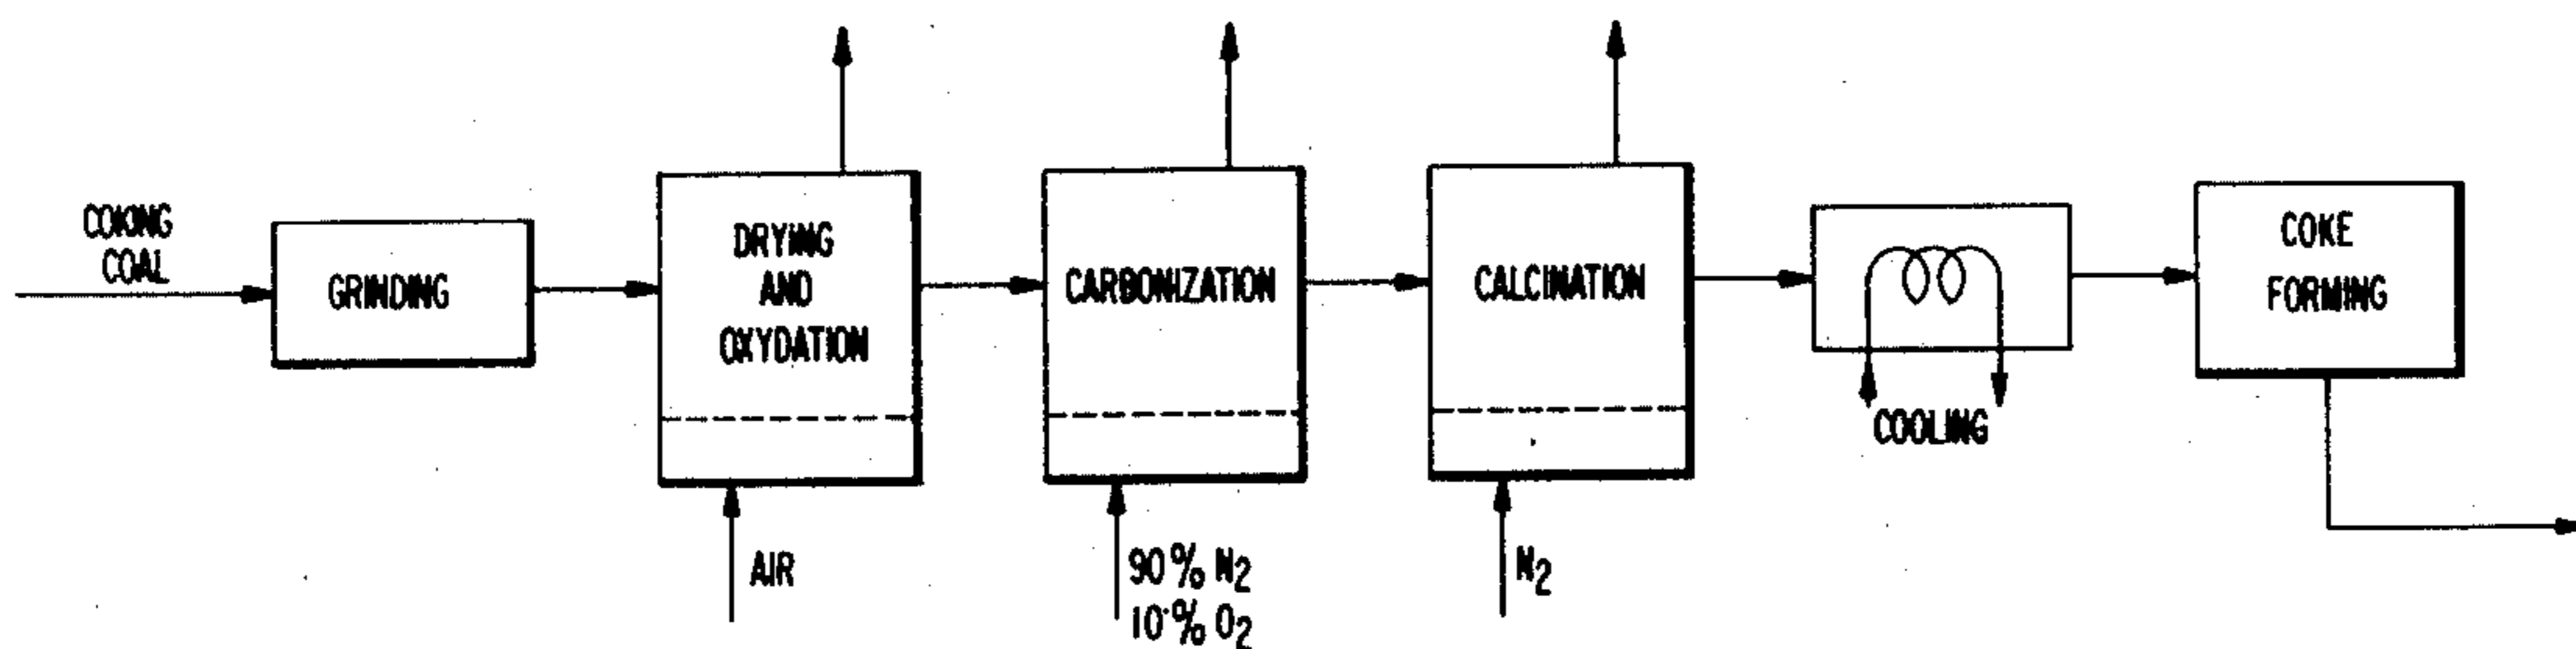 COKING
COAL
GRINDING
DRYING
AND
OXYDATION
AIR
CARBONIZATION
90% N2
10% O2
CALCINATION
N2
COOLING
COKE
FORMING